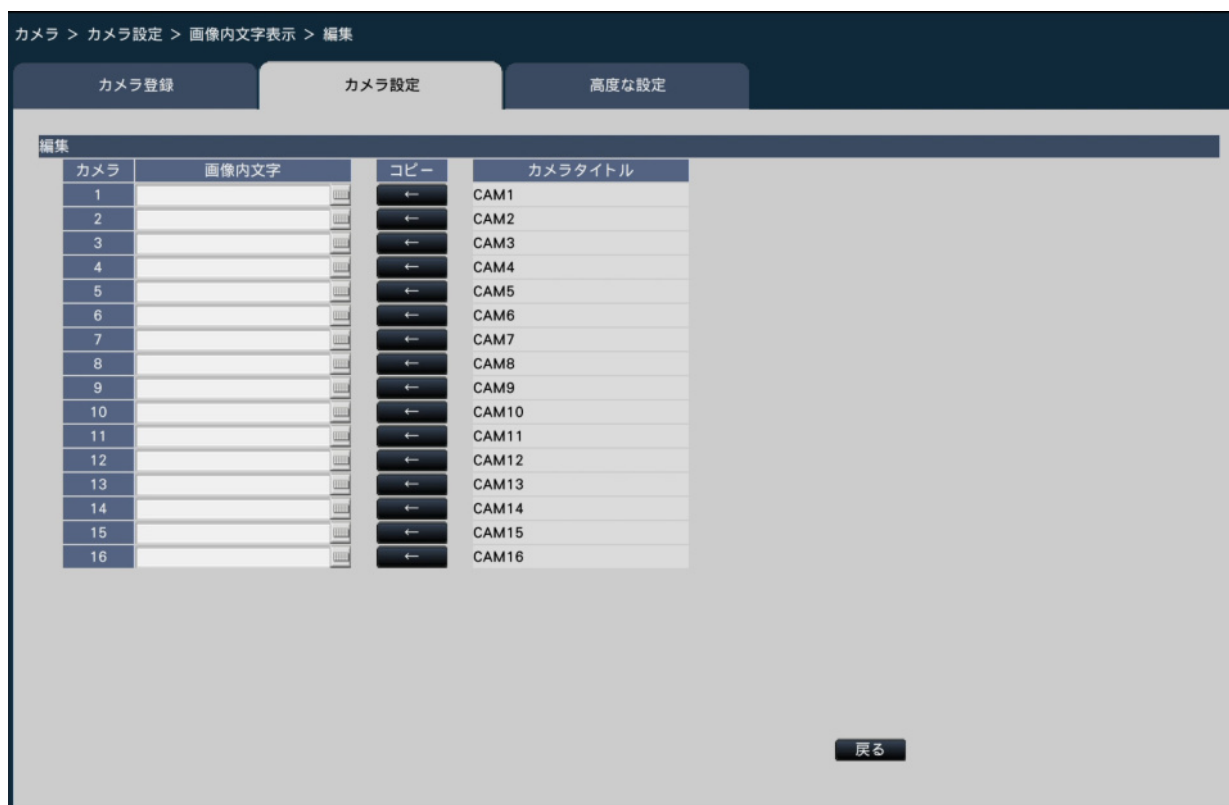 カメラ > カメラ設定 > 画像内文字表示 > 編集
カメラ登録 カメラ設定 高度な設定
編集
カメラ 画像内文字 コピー カメラタイトル
1 ← CAM1
2 ← CAM2
3 ← CAM3
4 ← CAM4
5 ← CAM5
6 ← CAM6
7 ← CAM7
8 ← CAM8
9 ← CAM9
10 ← CAM10
11 ← CAM11
12 ← CAM12
13 ← CAM13
14 ← CAM14
15 ← CAM15
16 ← CAM16
戻る